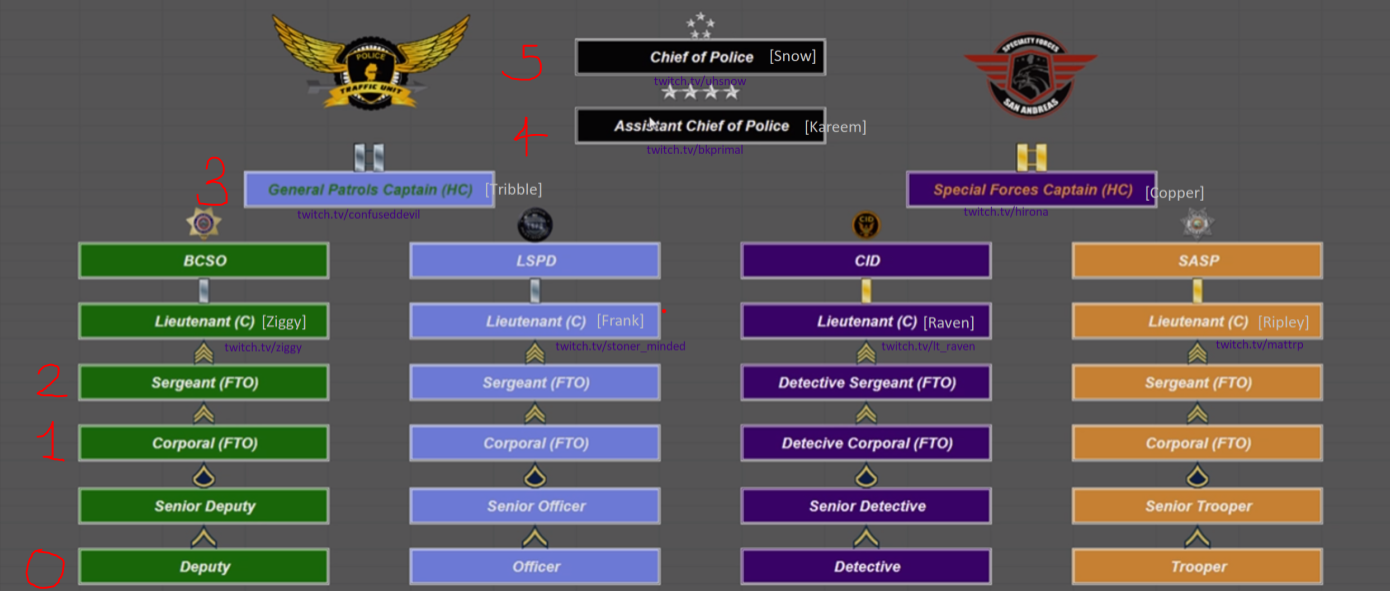 POLICE
TRAFFIC UNIT
5
Chief of Police [Snow]
twitch.tv/uhsnow
SPECIALTY FORCES
SAN ANDREAS
4
Assistant Chief of Police [Kareem]
twitch.tv/bkprimal
3
General Patrols Captain (HC) [Tribble]
twitch.tv/confuseddevil
Special Forces Captain (HC) [Copper]
twitch.tv/hirona
CID
BCSO LSPD CID SASP
Lieutenant (C) [Ziggy] Lieutenant (C) [Frank] Lieutenant (C) [Raven] Lieutenant (C) [Ripley]
twitch.tv/ziggy twitch.tv/stoner_minded twitch.tv/lt_raven twitch.tv/mattrp
2 Sergeant (FTO) Sergeant (FTO) Detective Sergeant (FTO) Sergeant (FTO)
1 Corporal (FTO) Corporal (FTO) Detecive Corporal (FTO) Corporal (FTO)
Senior Deputy Senior Officer Senior Detective Senior Trooper
0 Deputy Officer Detective Trooper